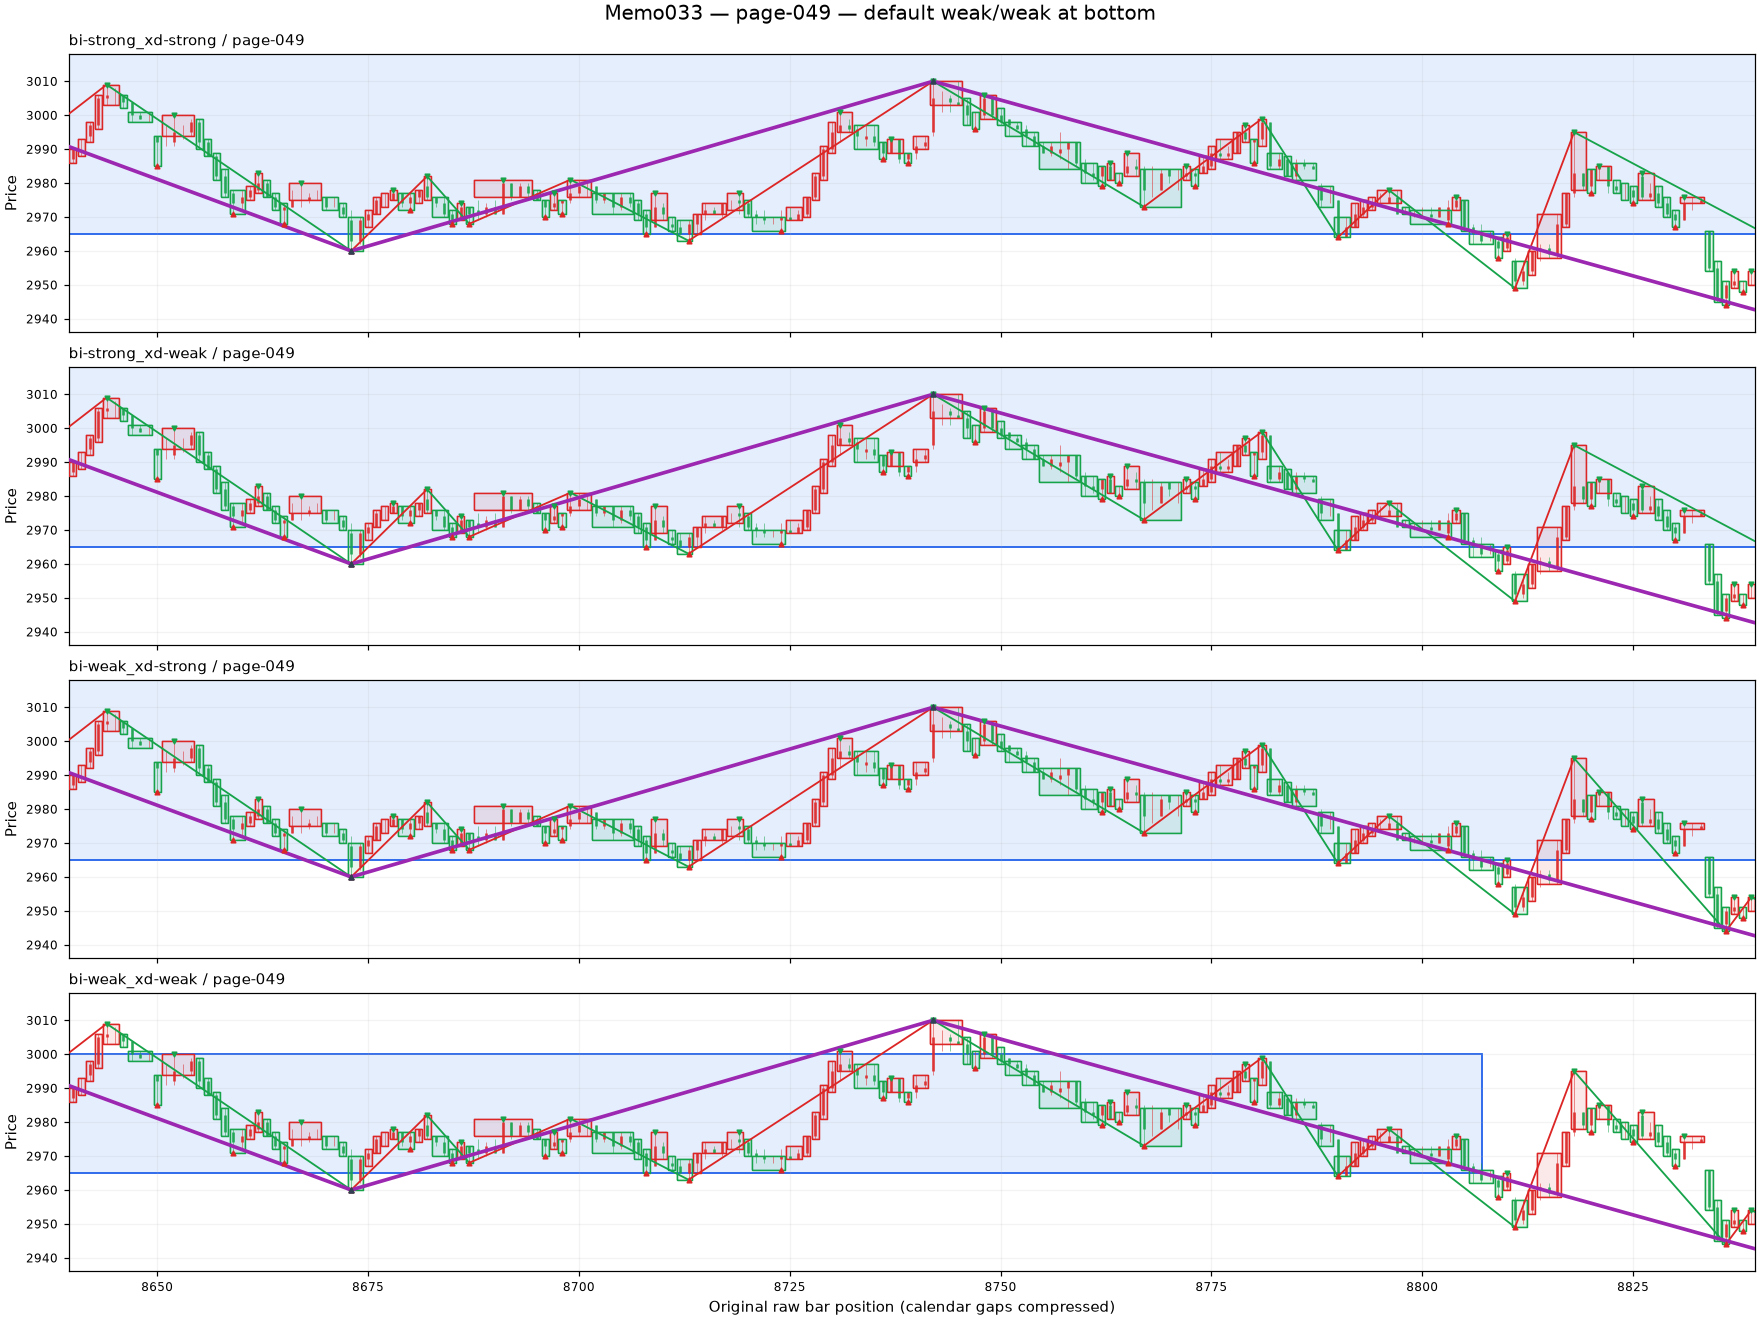 Memo033 — page-049 — default weak/weak at bottom
bi-strong_xd-strong / page-049
3010
3000
2990
2980
2970
2960
2950
2940
Price
bi-strong_xd-weak / page-049
3010
3000
2990
2980
2970
2960
2950
2940
Price
bi-weak_xd-strong / page-049
3010
3000
2990
2980
2970
2960
2950
2940
Price
bi-weak_xd-weak / page-049
3010
3000
2990
2980
2970
2960
2950
2940
Price
8650 8675 8700 8725 8750 8775 8800 8825
Original raw bar position (calendar gaps compressed)